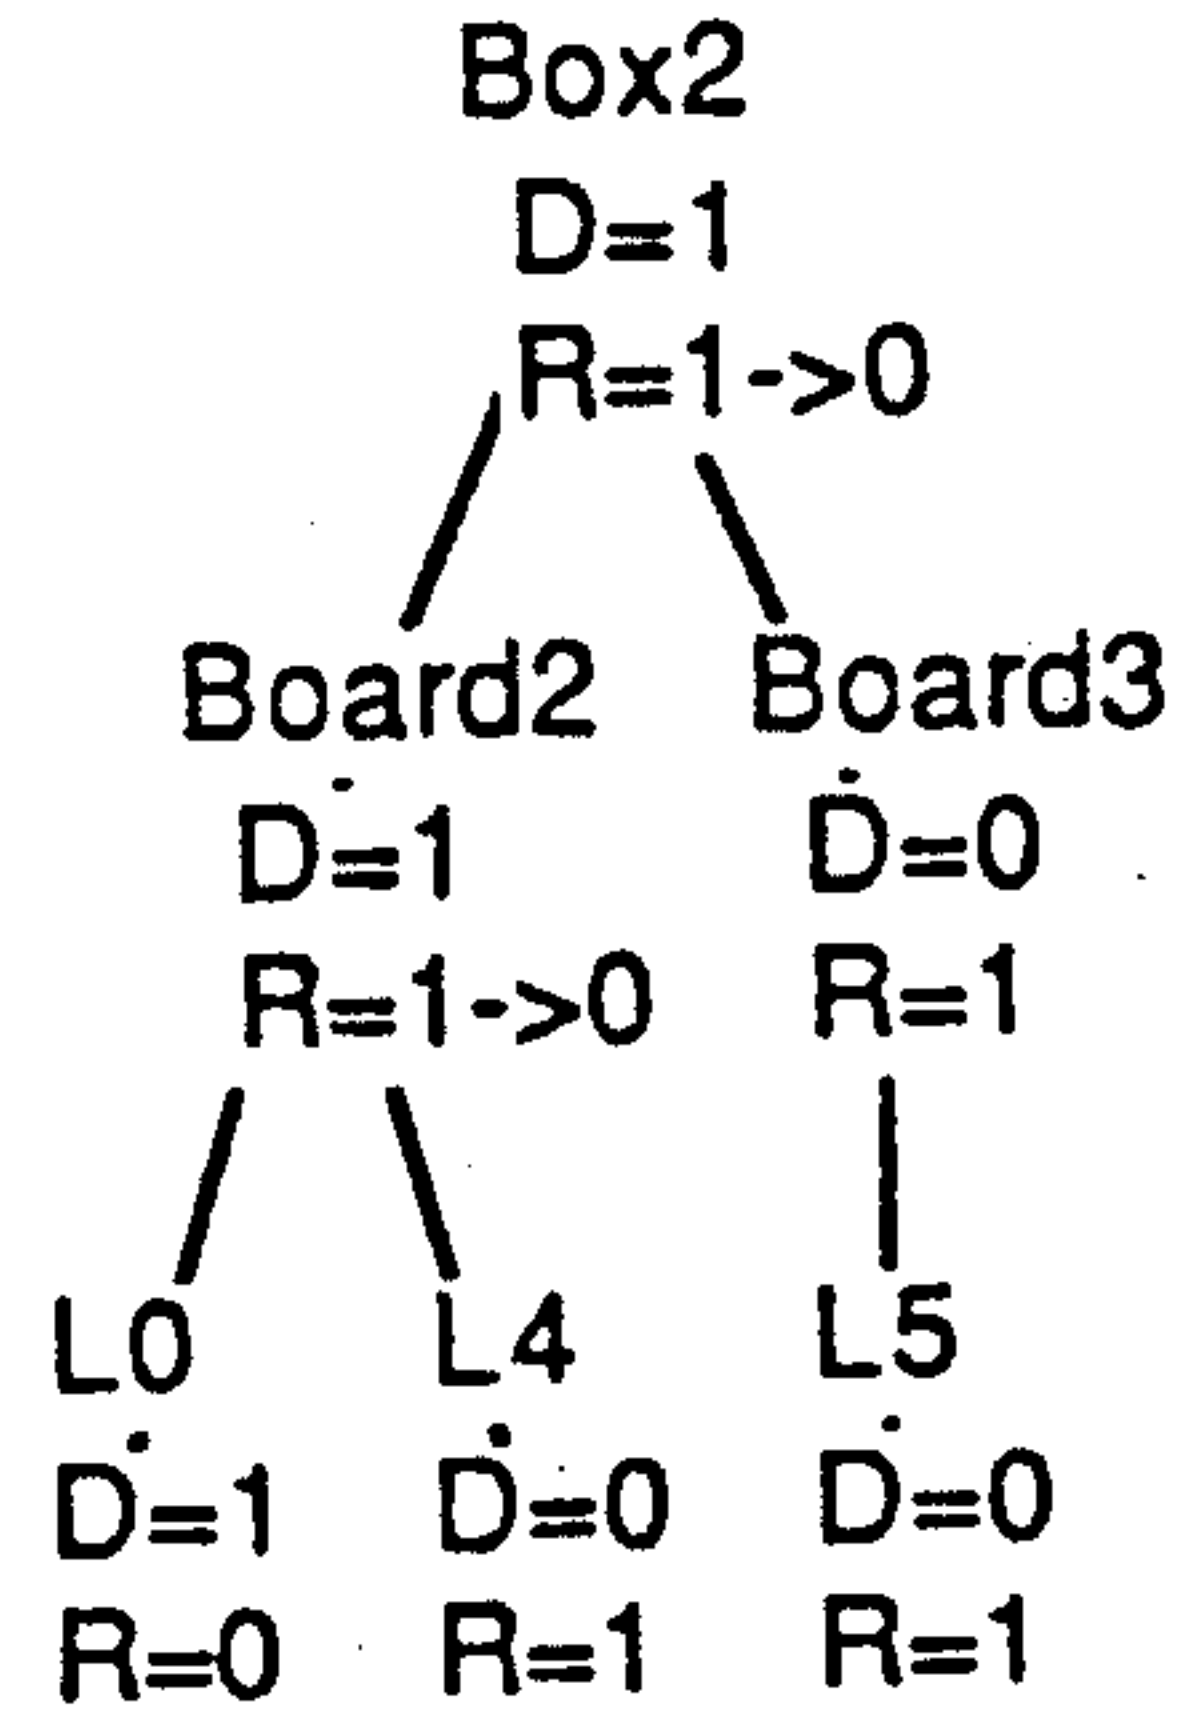 Box2
D=1
R=1->0
Board2 Board3
D=1 D=0
R=1->0 R=1
L0 L4 L5
D=1 D=0 D=0
R=0 R=1 R=1